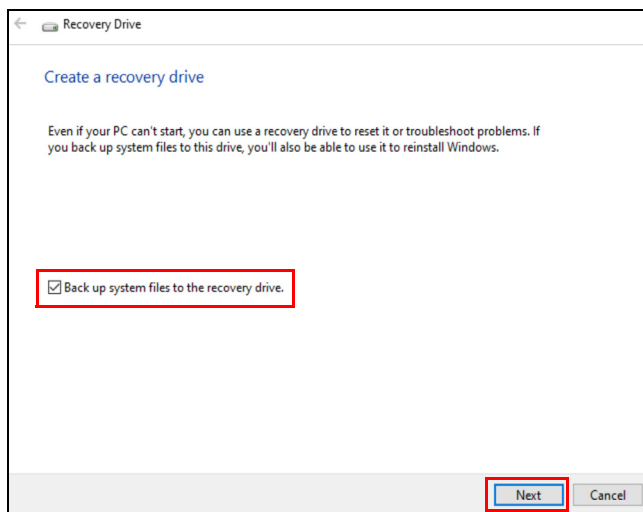 Recovery Drive
Create a recovery drive
Even if your PC can't start, you can use a recovery drive to reset it or troubleshoot problems. If
you back up system files to this drive, you'll also be able to use it to reinstall Windows.
Back up system files to the recovery drive.
Next Cancel